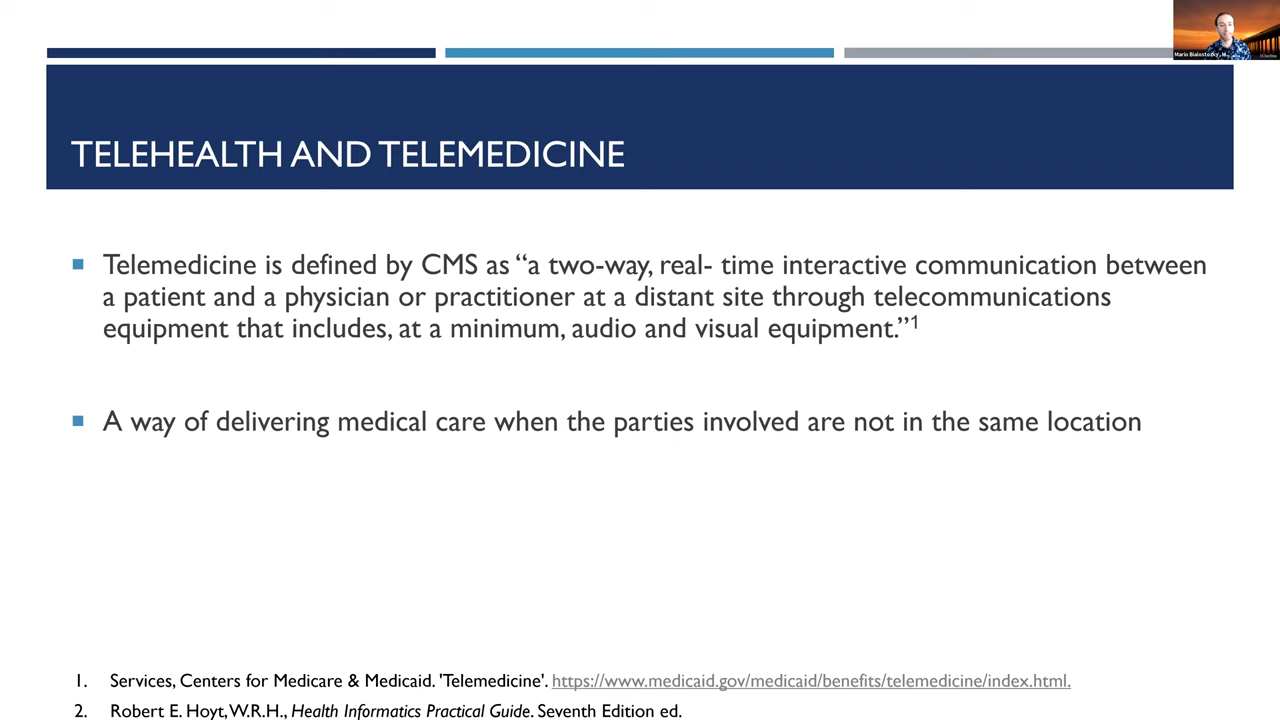 Mario Bialostozky, M...
TELEHEALTH AND TELEMEDICINE
Telemedicine is defined by CMS as “a two-way, real- time interactive communication between
a patient and a physician or practitioner at a distant site through telecommunications
equipment that includes, at a minimum, audio and visual equipment.”1
A way of delivering medical care when the parties involved are not in the same location
1. Services, Centers for Medicare & Medicaid. 'Telemedicine'. https://www.medicaid.gov/medicaid/benefits/telemedicine/index.html.
2. Robert E. Hoyt, W.R.H., Health Informatics Practical Guide. Seventh Edition ed.